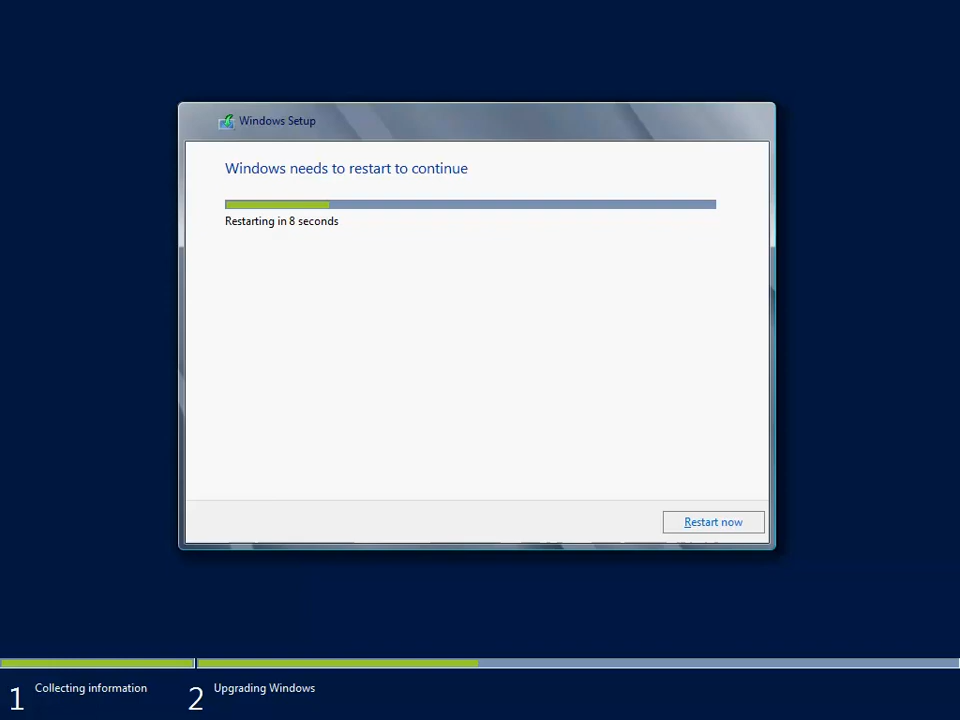 Windows Setup
Windows needs to restart to continue
Restarting in 8 seconds
Restart now
1 Collecting information
2 Upgrading Windows